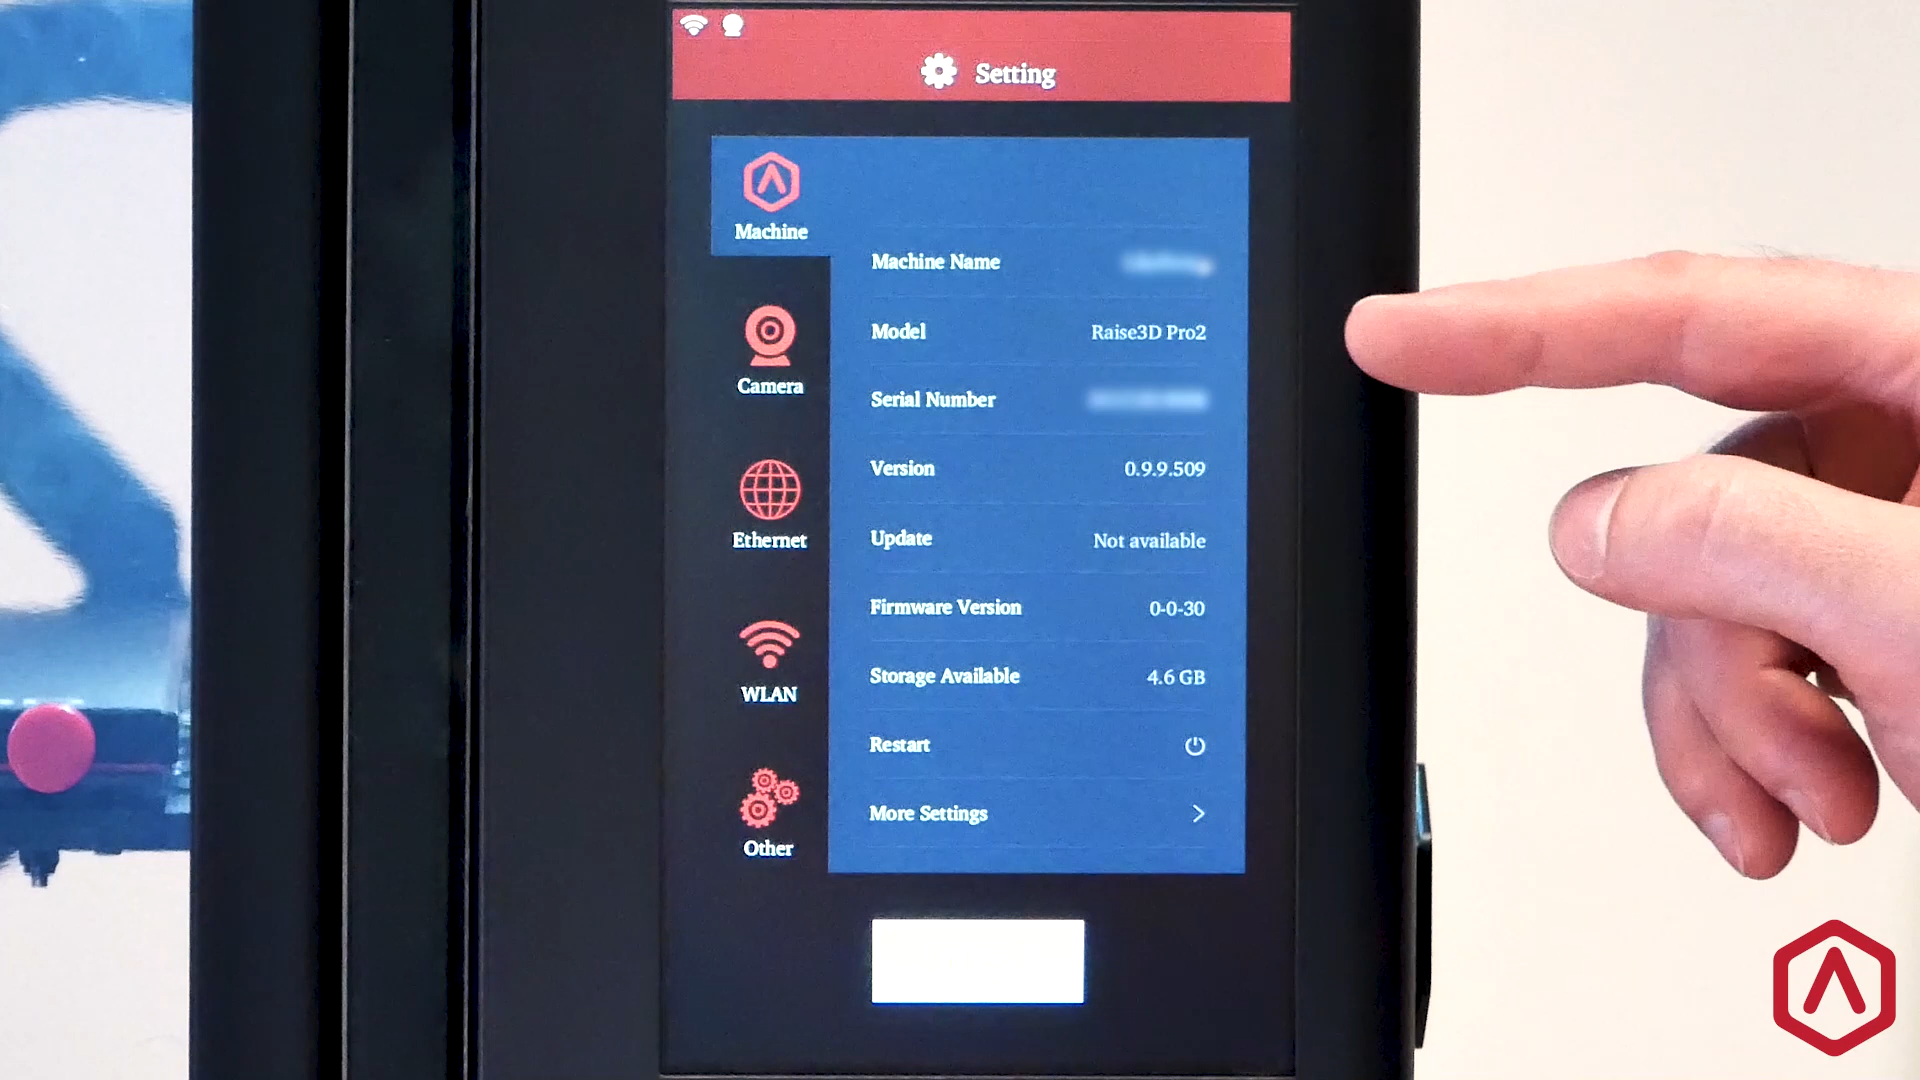 Setting
Machine
Machine Name
Model Raise3D Pro2
Camera
Serial Number
Version 0.9.9.509
Ethernet
Update Not available
Firmware Version 0-0-30
Storage Available 4.6 GB
WLAN
Restart
More Settings
Other